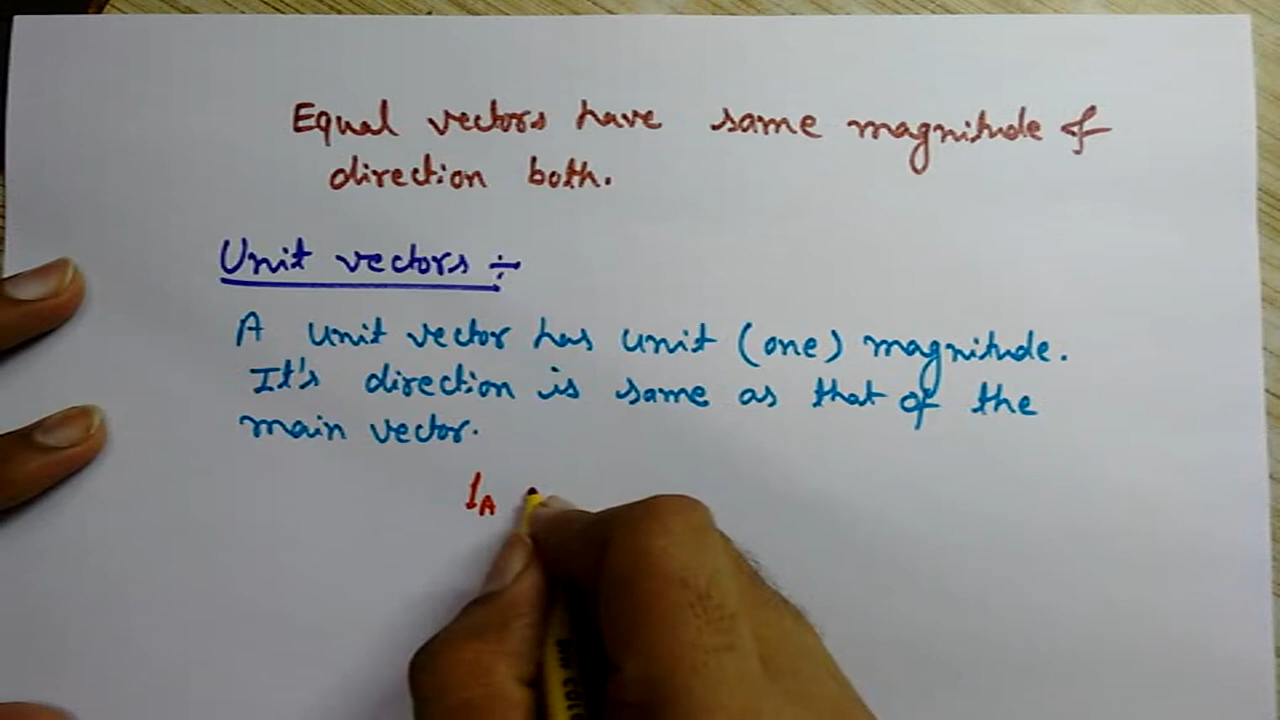 Equal vectors have same magnitude &
direction both.
Unit vectors ÷
A unit vector has unit (one) magnitude.
It's direction is same as that of the
main vector.
1A